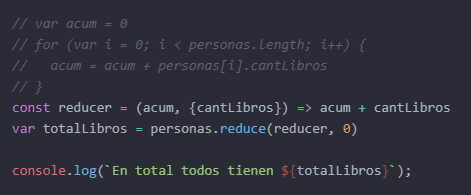 // var acum = 0
// for (var i = 0; i < personas.length; i++) {
//   acum = acum + personas[i].cantLibros
// }
const reducer = (acum, {cantLibros}) => acum + cantLibros
var totalLibros = personas.reduce(reducer, 0)
console.log(`En total todos tienen ${totalLibros}`);